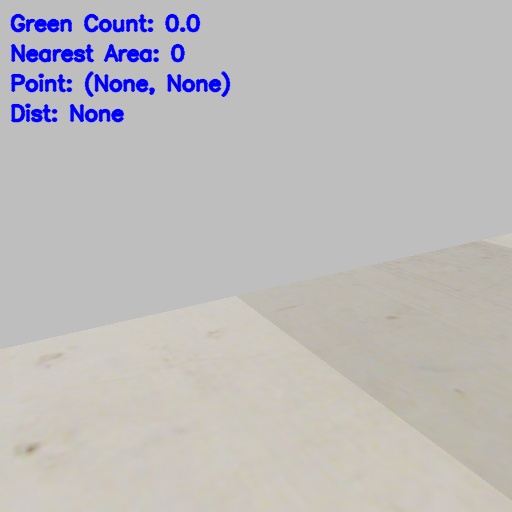 Green Count: 0.0
Nearest Area: 0
Point: (None, None)
Dist: None